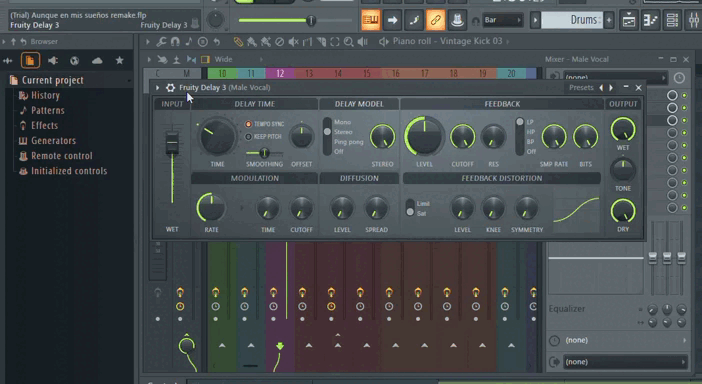 (Trial) Aunque en mis sueños remake.flp
Fruity Delay 3 Fruity Delay 3
Bar
Drums
Browser
Current project
History
Patterns
Effects
Generators
Remote control
Initialized controls
Piano roll - Vintage Kick 03
Wide
Mixer - Male Vocal
C M 10 11 12 13 14 15 16 17 18 19 20
(none)
Fruity Delay 3 (Male Vocal) Presets
INPUT DELAY TIME DELAY MODEL FEEDBACK OUTPUT
TEMPO SYNC
KEEP PITCH
Mono
Stereo
Ping pong
Off
LP
HP
BP
Off
WET
TIME SMOOTHING OFFSET STEREO LEVEL CUTOFF RES SMP RATE BITS
TONE
MODULATION DIFFUSION FEEDBACK DISTORTION
Limit
Sat
WET RATE TIME CUTOFF LEVEL SPREAD LEVEL KNEE SYMMETRY DRY
Equalizer
(none)
(none)